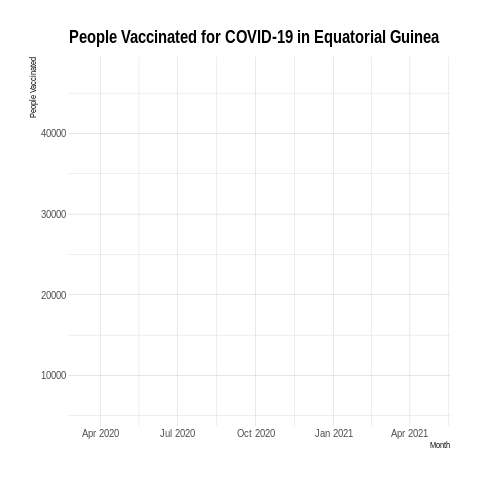 People Vaccinated for COVID-19 in Equatorial Guinea
People Vaccinated
40000
30000
20000
10000
Apr 2020 Jul 2020 Oct 2020 Jan 2021 Apr 2021
Month